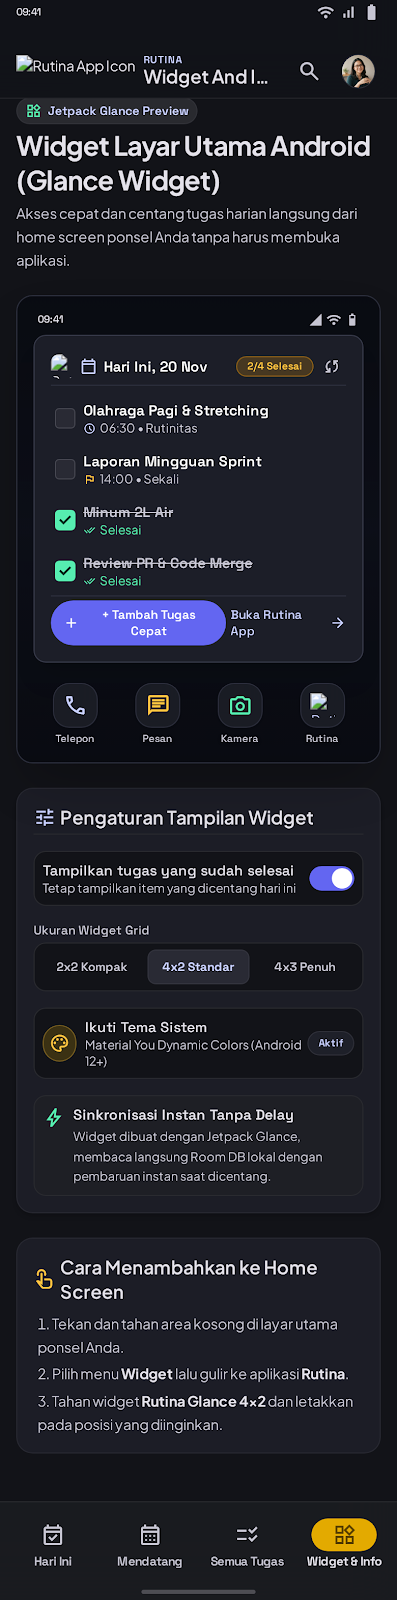 09:41
Rutina App Icon
RUTINA
Widget And I...
Jetpack Glance Preview
Widget Layar Utama Android
(Glance Widget)
Akses cepat dan centang tugas harian langsung dari
home screen ponsel Anda tanpa harus membuka
aplikasi.
09:41
Hari Ini, 20 Nov
2/4 Selesai
Olahraga Pagi & Stretching
06:30 • Rutinitas
Laporan Mingguan Sprint
14:00 • Sekali
Minum 2L Air
Selesai
Review PR & Code Merge
Selesai
+ Tambah Tugas
Cepat
Buka Rutina
App
Telepon
Pesan
Kamera
Rutina
Pengaturan Tampilan Widget
Tampilkan tugas yang sudah selesai
Tetap tampilkan item yang dicentang hari ini
Ukuran Widget Grid
2x2 Kompak
4x2 Standar
4x3 Penuh
Ikuti Tema Sistem
Material You Dynamic Colors (Android
12+)
Aktif
Sinkronisasi Instan Tanpa Delay
Widget dibuat dengan Jetpack Glance,
membaca langsung Room DB lokal dengan
pembaruan instan saat dicentang.
Cara Menambahkan ke Home
Screen
1. Tekan dan tahan area kosong di layar utama
ponsel Anda.
2. Pilih menu Widget lalu gulir ke aplikasi Rutina.
3. Tahan widget Rutina Glance 4×2 dan letakkan
pada posisi yang diinginkan.
Hari Ini
Mendatang
Semua Tugas
Widget & Info